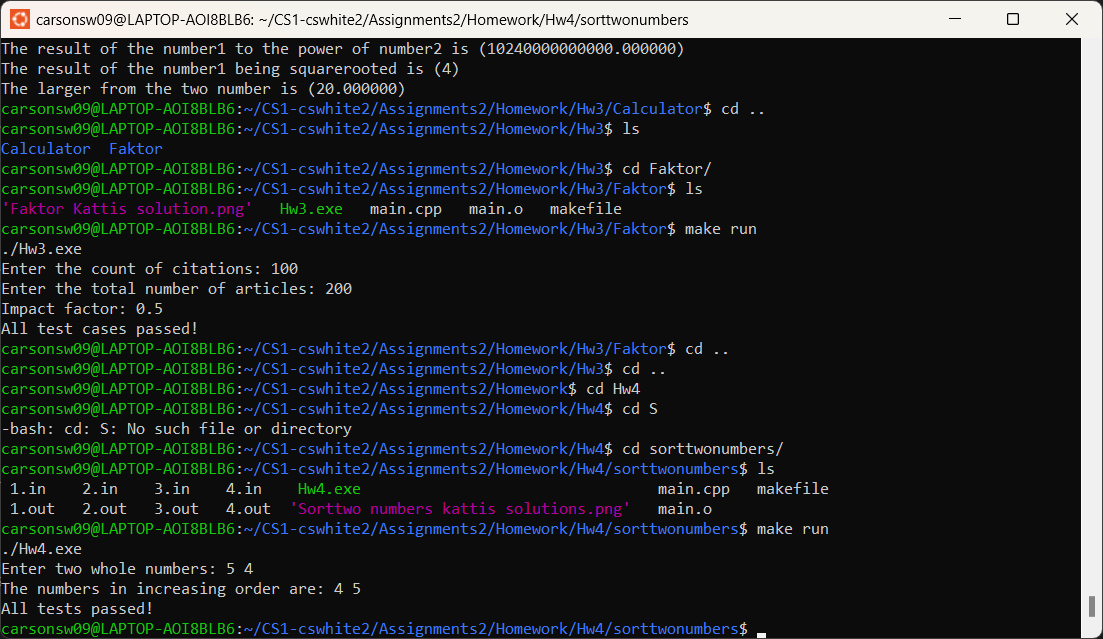 carsonsw09@LAPTOP-AOI8BLB6: ~/CS1-cswhite2/Assignments2/Homework/Hw4/sorttwonumbers
The result of the number1 to the power of number2 is (10240000000000.000000)
The result of the number1 being squarerooted is (4)
The larger from the two number is (20.000000)
carsonsw09@LAPTOP-AOI8BLB6:~/CS1-cswhite2/Assignments2/Homework/Hw3/Calculator$ cd ..
carsonsw09@LAPTOP-AOI8BLB6:~/CS1-cswhite2/Assignments2/Homework/Hw3$ ls
Calculator  Faktor
carsonsw09@LAPTOP-AOI8BLB6:~/CS1-cswhite2/Assignments2/Homework/Hw3$ cd Faktor/
carsonsw09@LAPTOP-AOI8BLB6:~/CS1-cswhite2/Assignments2/Homework/Hw3/Faktor$ ls
'Faktor Kattis solution.png'   Hw3.exe   main.cpp   main.o   makefile
carsonsw09@LAPTOP-AOI8BLB6:~/CS1-cswhite2/Assignments2/Homework/Hw3/Faktor$ make run
./Hw3.exe
Enter the count of citations: 100
Enter the total number of articles: 200
Impact factor: 0.5
All test cases passed!
carsonsw09@LAPTOP-AOI8BLB6:~/CS1-cswhite2/Assignments2/Homework/Hw3/Faktor$ cd ..
carsonsw09@LAPTOP-AOI8BLB6:~/CS1-cswhite2/Assignments2/Homework/Hw3$ cd ..
carsonsw09@LAPTOP-AOI8BLB6:~/CS1-cswhite2/Assignments2/Homework$ cd Hw4
carsonsw09@LAPTOP-AOI8BLB6:~/CS1-cswhite2/Assignments2/Homework/Hw4$ cd S
-bash: cd: S: No such file or directory
carsonsw09@LAPTOP-AOI8BLB6:~/CS1-cswhite2/Assignments2/Homework/Hw4$ cd sorttwonumbers/
carsonsw09@LAPTOP-AOI8BLB6:~/CS1-cswhite2/Assignments2/Homework/Hw4/sorttwonumbers$ ls
 1.in    2.in    3.in    4.in    Hw4.exe                                 main.cpp   makefile
 1.out   2.out   3.out   4.out  'Sorttwo numbers kattis solutions.png'   main.o
carsonsw09@LAPTOP-AOI8BLB6:~/CS1-cswhite2/Assignments2/Homework/Hw4/sorttwonumbers$ make run
./Hw4.exe
Enter two whole numbers: 5 4
The numbers in increasing order are: 4 5
All tests passed!
carsonsw09@LAPTOP-AOI8BLB6:~/CS1-cswhite2/Assignments2/Homework/Hw4/sorttwonumbers$